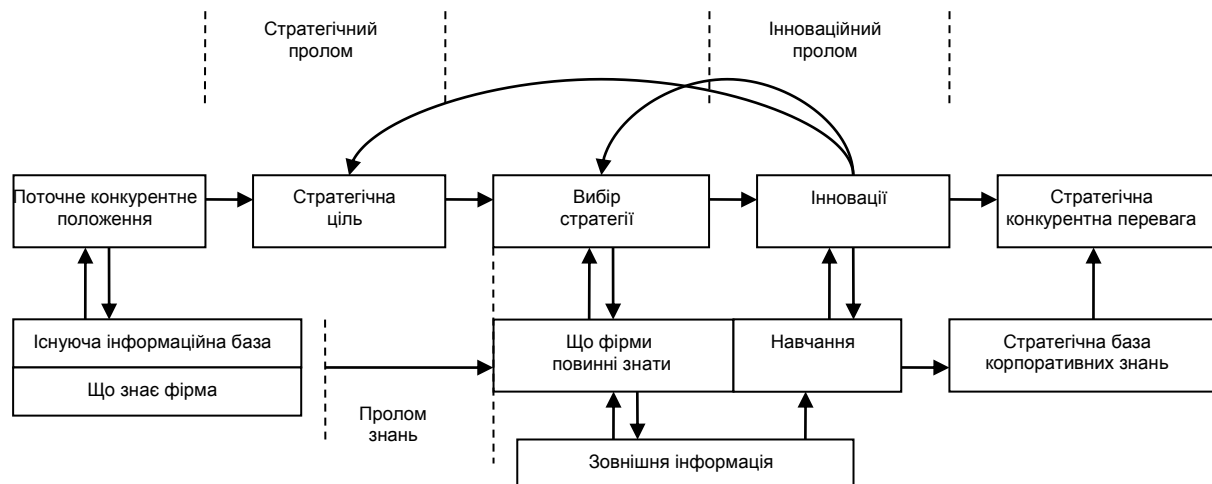 Стратегічний
пролом
Інноваційний
пролом
Поточне конкурентне
положення
Стратегічна
ціль
Вибір
стратегії
Інновації
Стратегічна
конкурентна перевага
Існуюча інформаційна база
Що знає фірма
Що фірми
повинні знати
Навчання
Стратегічна база
корпоративних знань
Пролом
знань
Зовнішня інформація